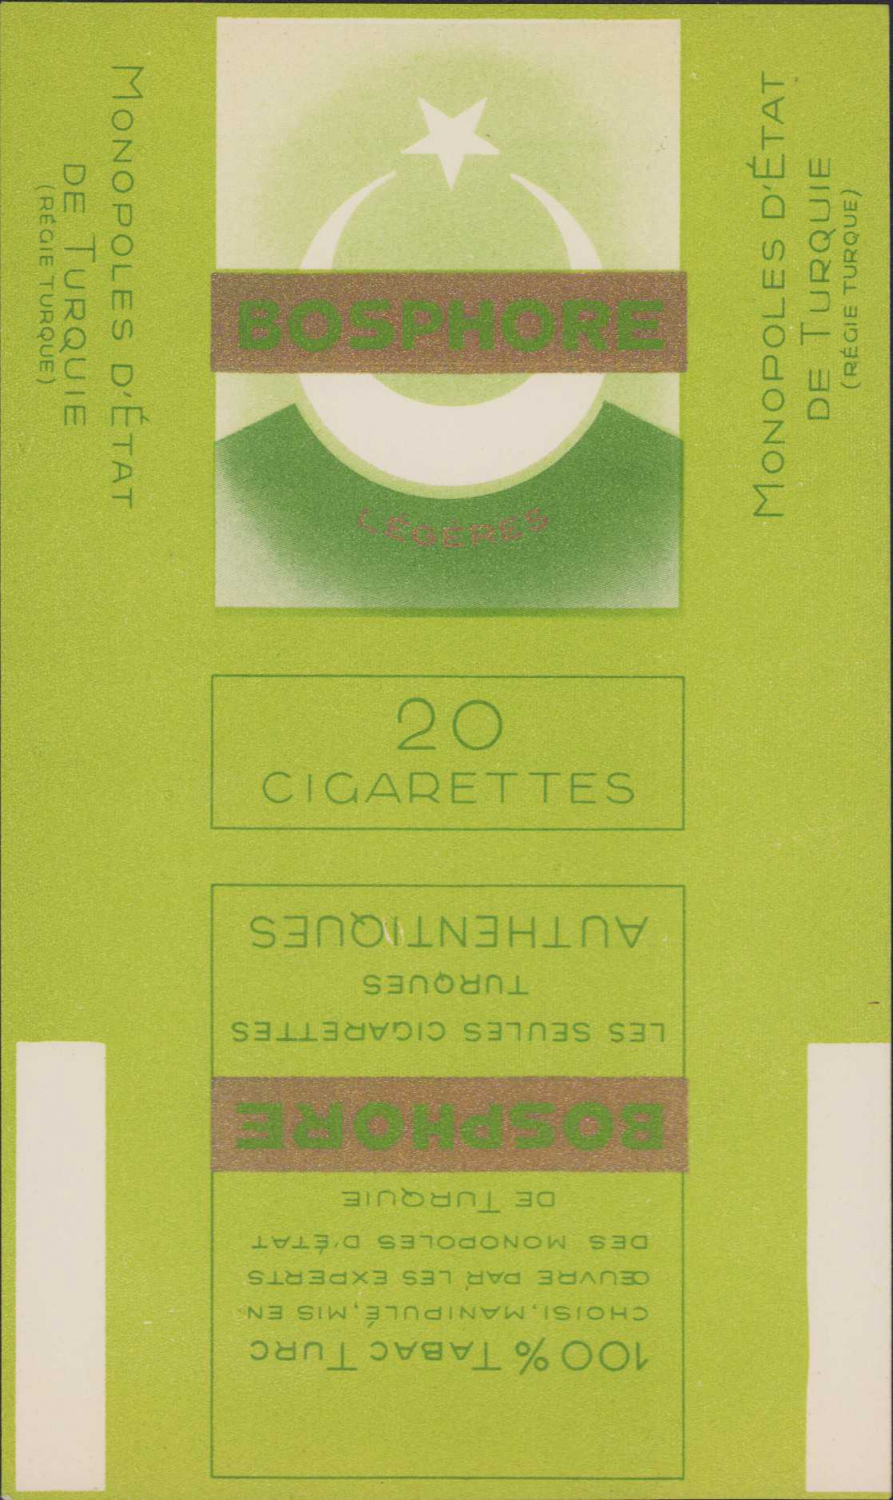 BOSPHORE
LÉGÈRES
20
CIGARETTES
MONOPOLES D'ÉTAT
DE TURQUIE
(RÉGIE TURQUE)
MONOPOLES D'ÉTAT
DE TURQUIE
(RÉGIE TURQUE)
100% TABAC TURC
CHOISI, MANIPULÉ, MIS EN
ŒUVRE PAR LES EXPERTS
DES MONOPOLES D'ÉTAT
DE TURQUIE
BOSPHORE
LES SEULES CIGARETTES
TURQUES
AUTHENTIQUES